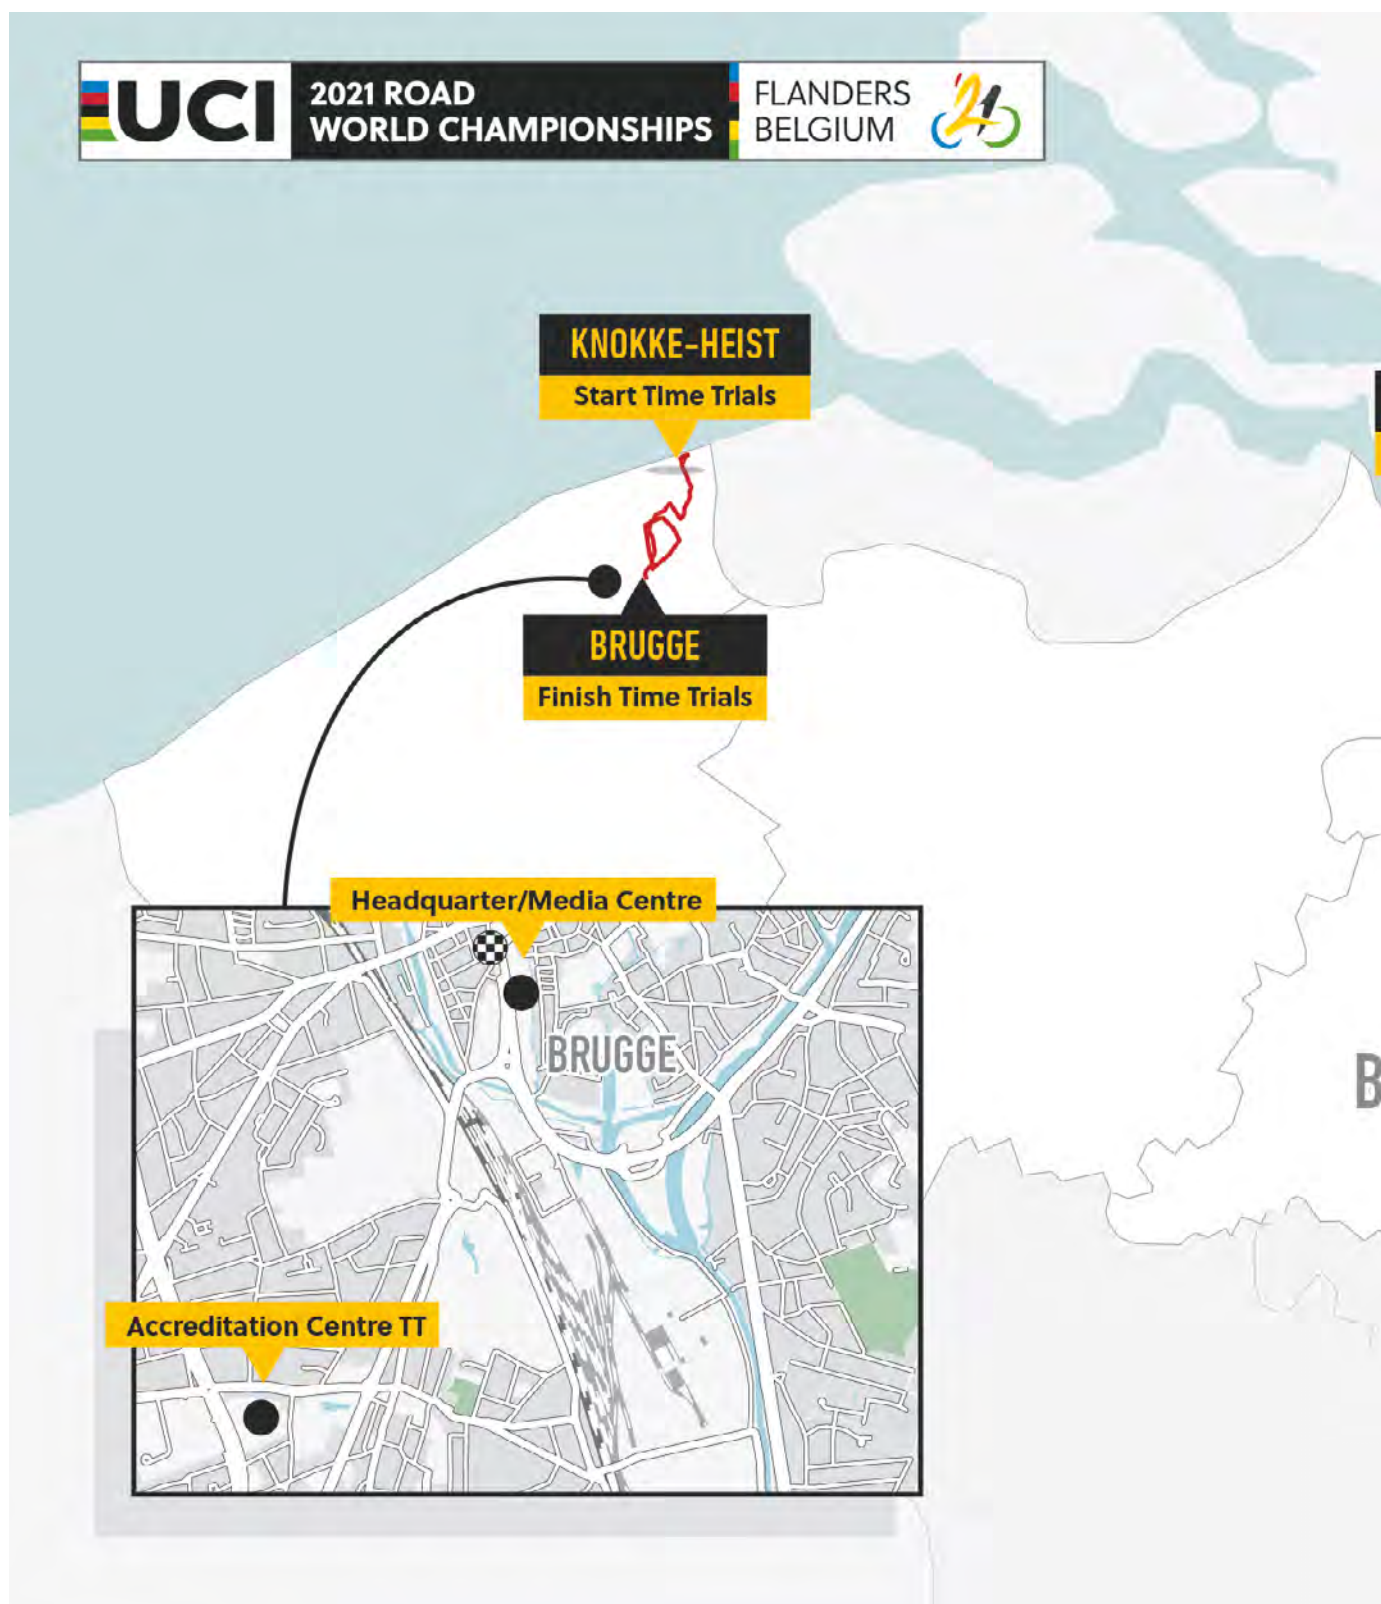 UCI
2021 ROAD
WORLD CHAMPIONSHIPS
FLANDERS
BELGIUM
21
KNOKKE-HEIST
Start Time Trials
BRUGGE
Finish Time Trials
Headquarter/Media Centre
BRUGGE
B
Accreditation Centre TT